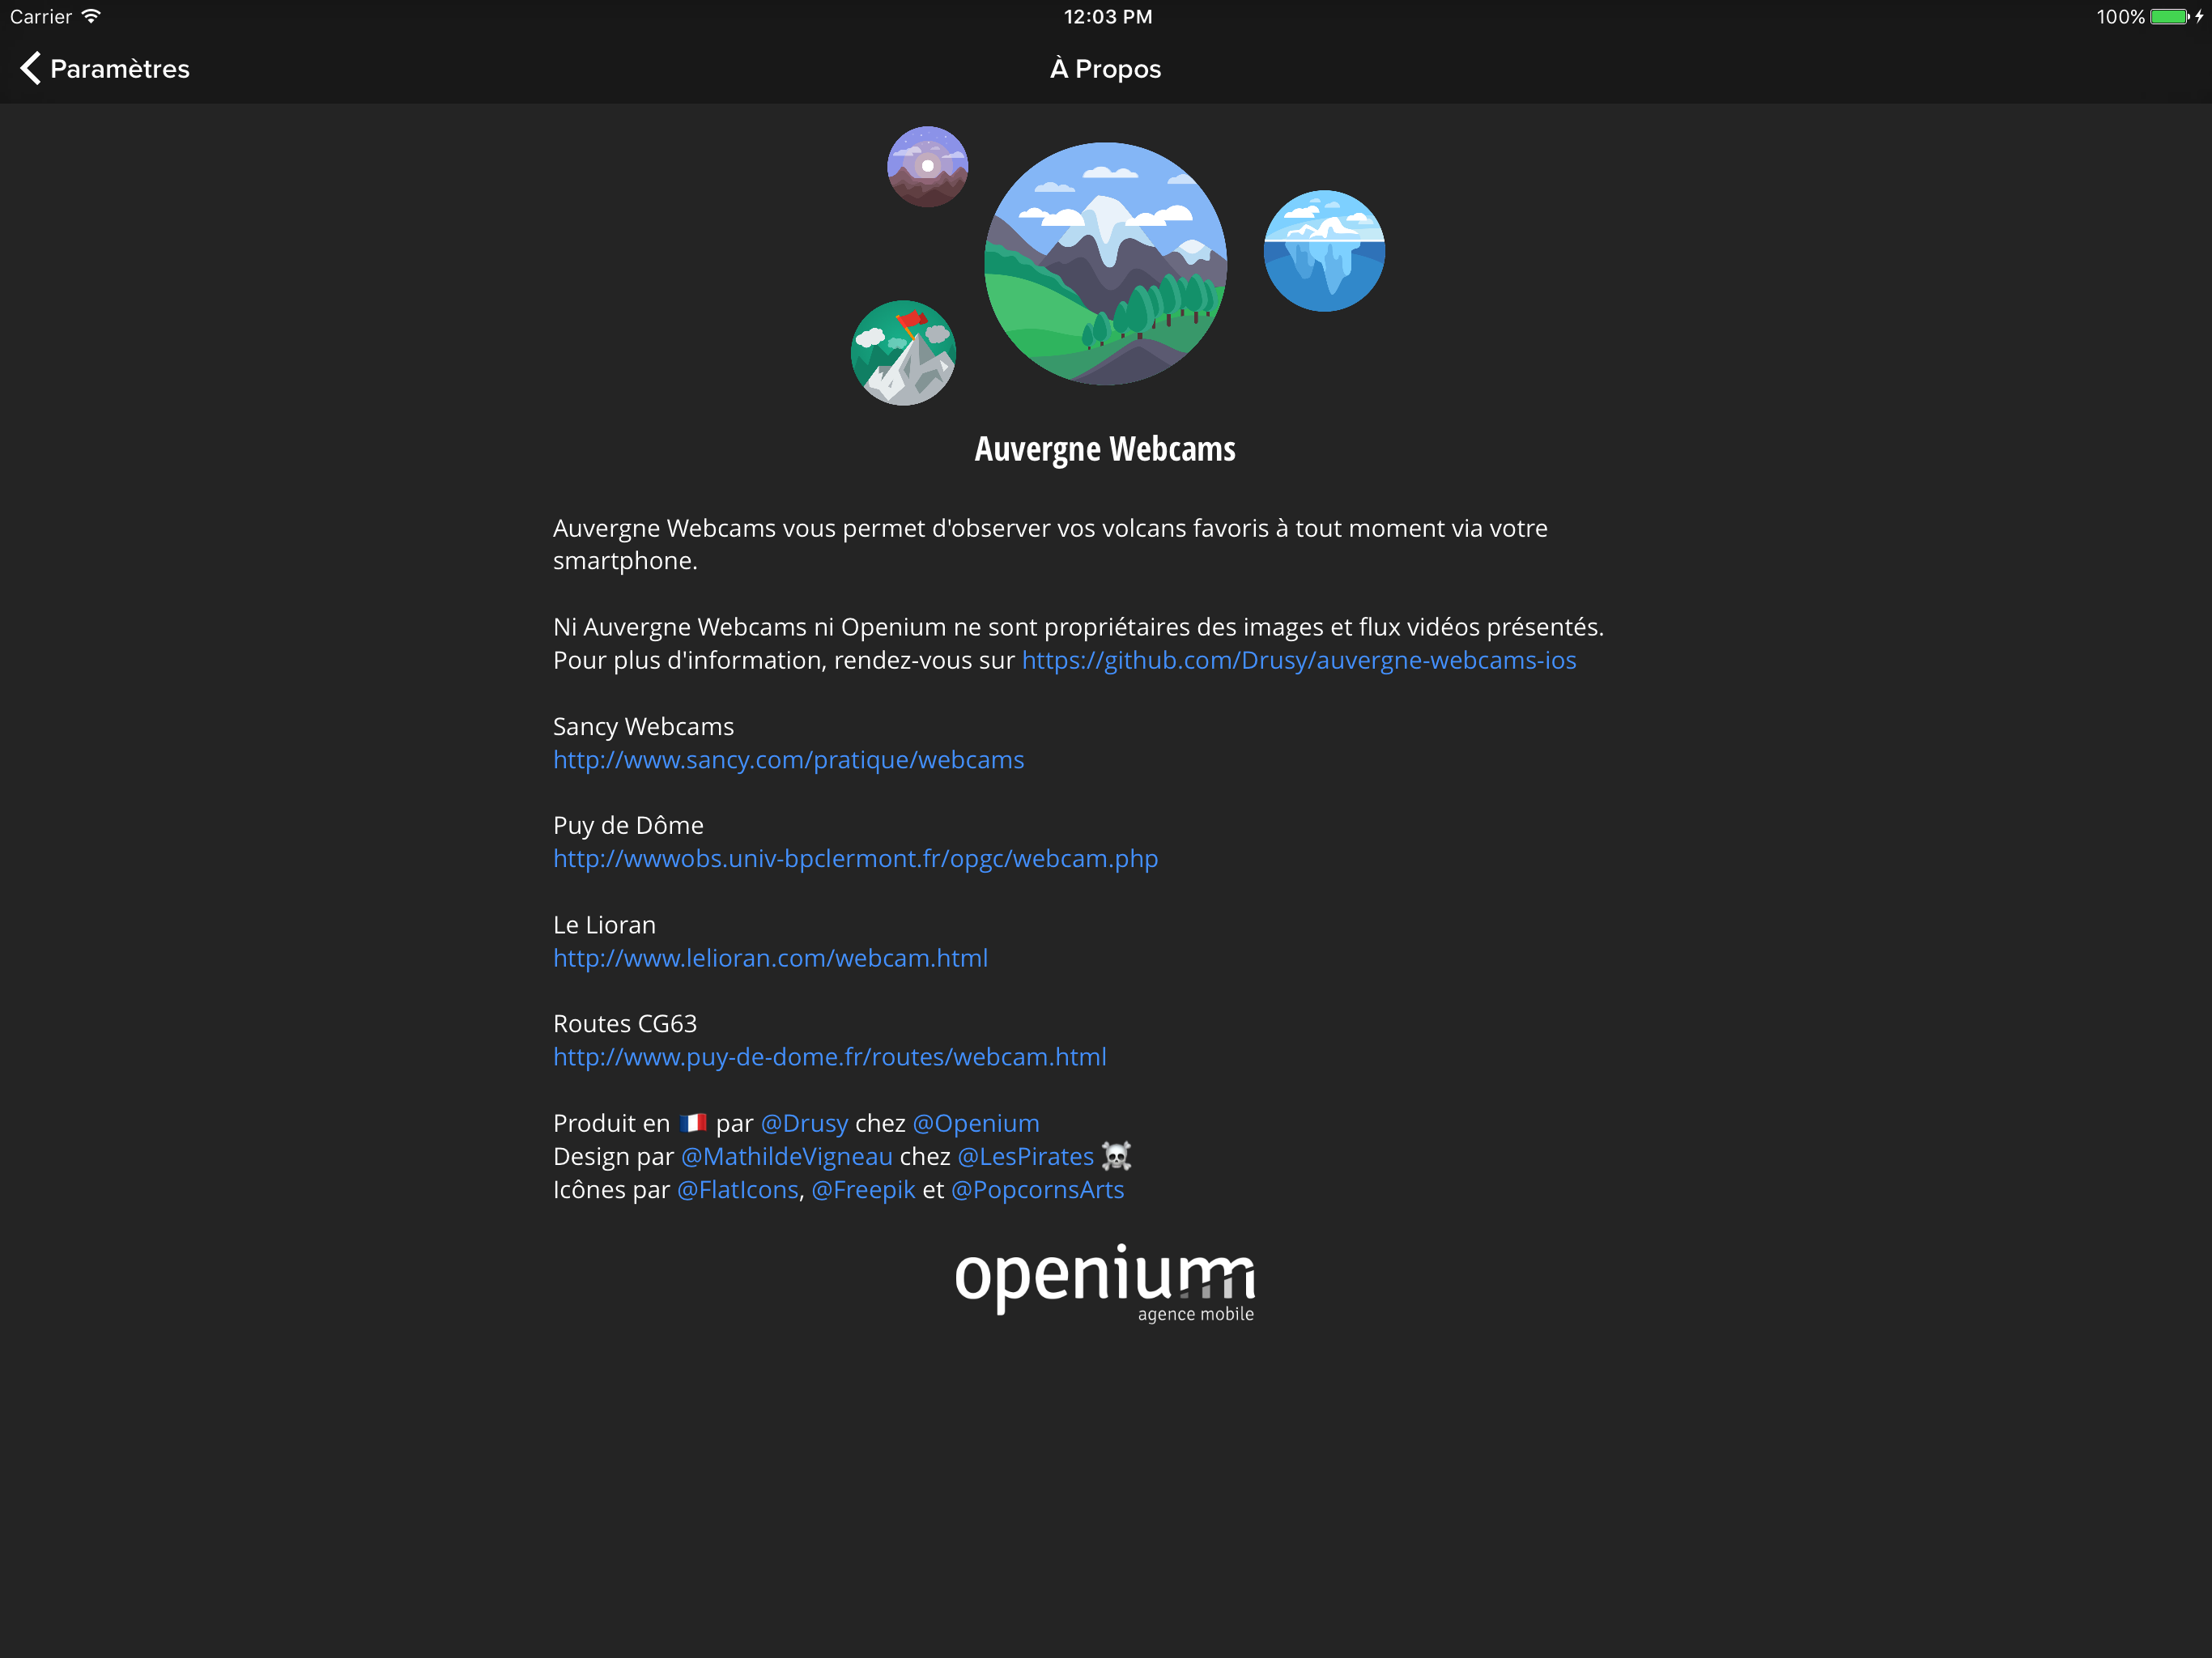 Carrier
12:03 PM
100%
Paramètres
À Propos
Auvergne Webcams
Auvergne Webcams vous permet d'observer vos volcans favoris à tout moment via votre
smartphone.
Ni Auvergne Webcams ni Openium ne sont propriétaires des images et flux vidéos présentés.
Pour plus d'information, rendez-vous sur https://github.com/Drusy/auvergne-webcams-ios
Sancy Webcams
http://www.sancy.com/pratique/webcams
Puy de Dôme
http://wwwobs.univ-bpclermont.fr/opgc/webcam.php
Le Lioran
http://www.lelioran.com/webcam.html
Routes CG63
http://www.puy-de-dome.fr/routes/webcam.html
Produit en 🇫🇷 par @Drusy chez @Openium
Design par @MathildeVigneau chez @LesPirates ☠️
Icônes par @FlatIcons, @Freepik et @PopcornsArts
openium
agence mobile